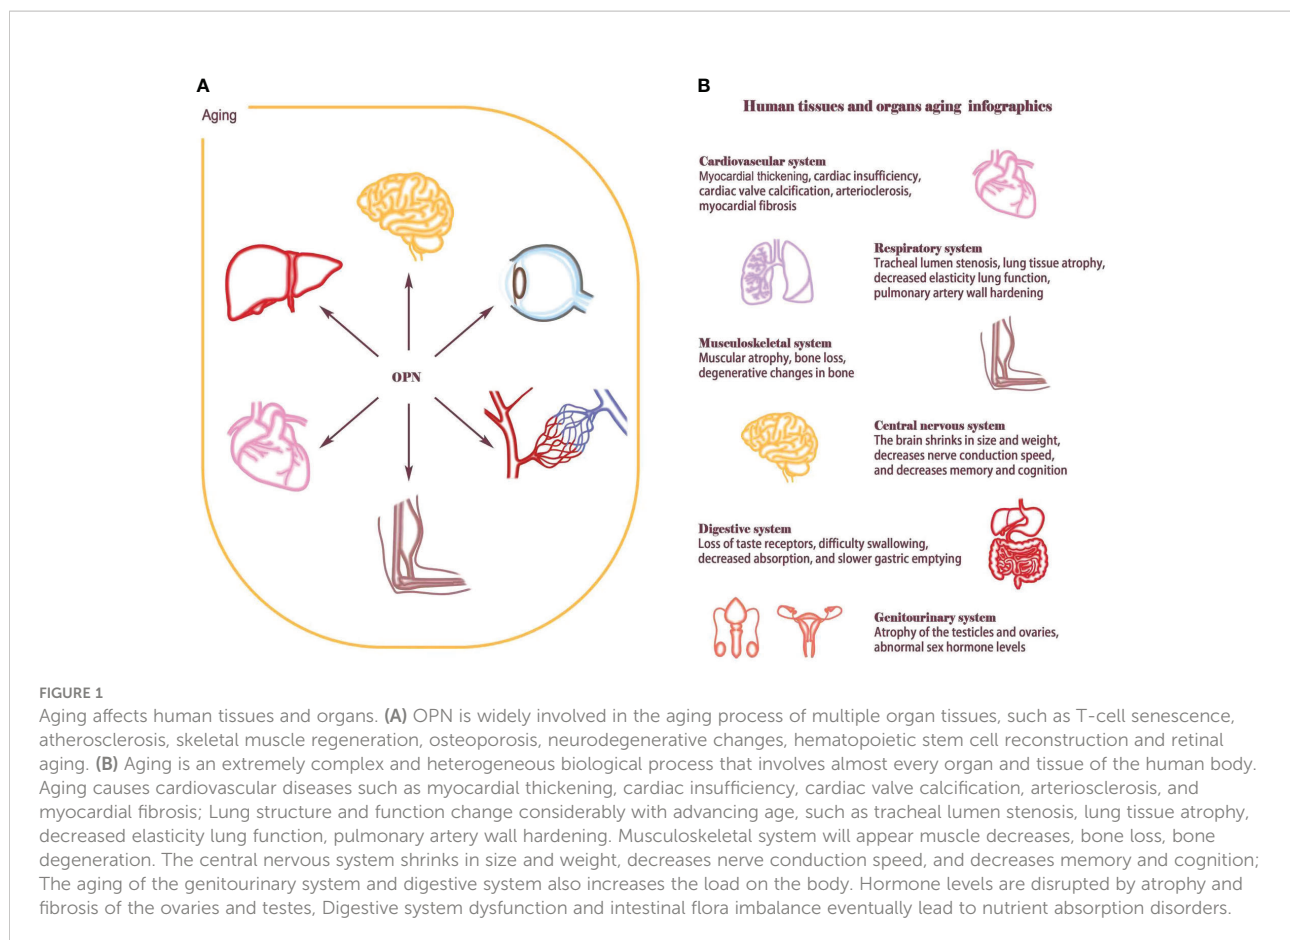 A
Aging
OPN
B
Human tissues and organs aging infographies
Cardiovascular system
Myocardial thickening, cardiac insufficiency,
cardiac valve calcification, arterioclerosis,
myocardial fibrosis
Respiratory system
Tracheal lumen stenosis, lung tissue atrophy,
decreased elasticity lung function,
pulmonary artery wall hardening
Musculoskeletal system
Muscular atrophy, bone loss,
degenerative changes in bone
Central nervous system
The brain shrinks in size and weight,
decreases nerve conduction speed,
and decreases memory and cognition
Digestive system
Loss of taste receptors, difficulty swallowing,
decreased absorption, and slower gastric emptying
Genitourinary system
Atrophy of the testicles and ovaries,
abnormal sex hormone levels
FIGURE 1
Aging affects human tissues and organs. (A) OPN is widely involved in the aging process of multiple organ tissues, such as T-cell senescence,
atherosclerosis, skeletal muscle regeneration, osteoporosis, neurodegenerative changes, hematopoietic stem cell reconstruction and retinal
aging. (B) Aging is an extremely complex and heterogeneous biological process that involves almost every organ and tissue of the human body.
Aging causes cardiovascular diseases such as myocardial thickening, cardiac insufficiency, cardiac valve calcification, arteriosclerosis, and
myocardial fibrosis; Lung structure and function change considerably with advancing age, such as tracheal lumen stenosis, lung tissue atrophy,
decreased elasticity lung function, pulmonary artery wall hardening. Musculoskeletal system will appear muscle decreases, bone loss, bone
degeneration. The central nervous system shrinks in size and weight, decreases nerve conduction speed, and decreases memory and cognition;
The aging of the genitourinary system and digestive system also increases the load on the body. Hormone levels are disrupted by atrophy and
fibrosis of the ovaries and testes, Digestive system dysfunction and intestinal flora imbalance eventually lead to nutrient absorption disorders.